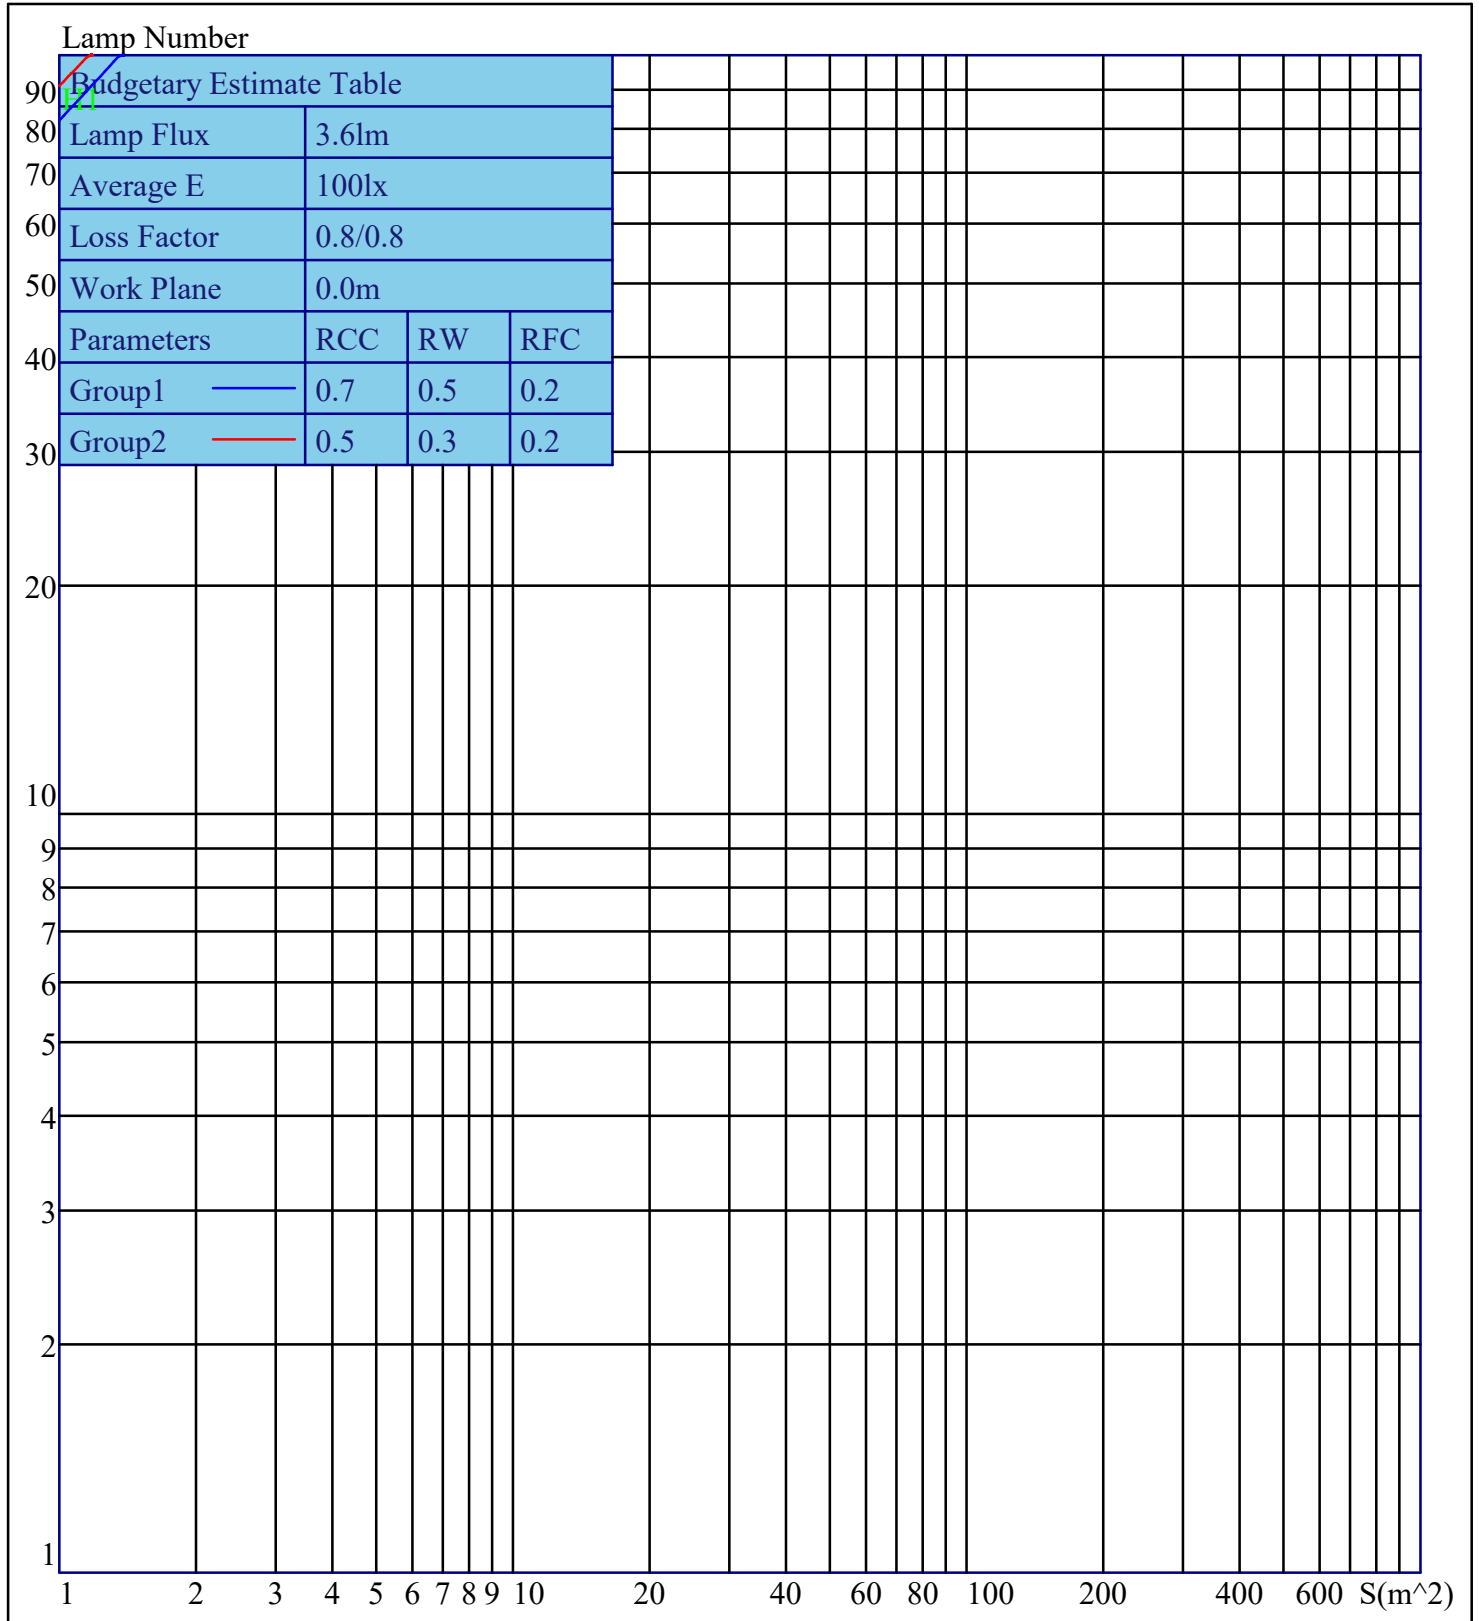 Lamp Number
Budgetary Estimate Table
H1
Lamp Flux 3.6lm
Average E 100lx
Loss Factor 0.8/0.8
Work Plane 0.0m
Parameters RCC RW RFC
Group1 0.7 0.5 0.2
Group2 0.5 0.3 0.2
90
80
70
60
50
40
30
20
10
9
8
7
6
5
4
3
2
1
1 2 3 4 5 6 7 8 9 10 20 40 60 80 100 200 400 600 S(m^2)